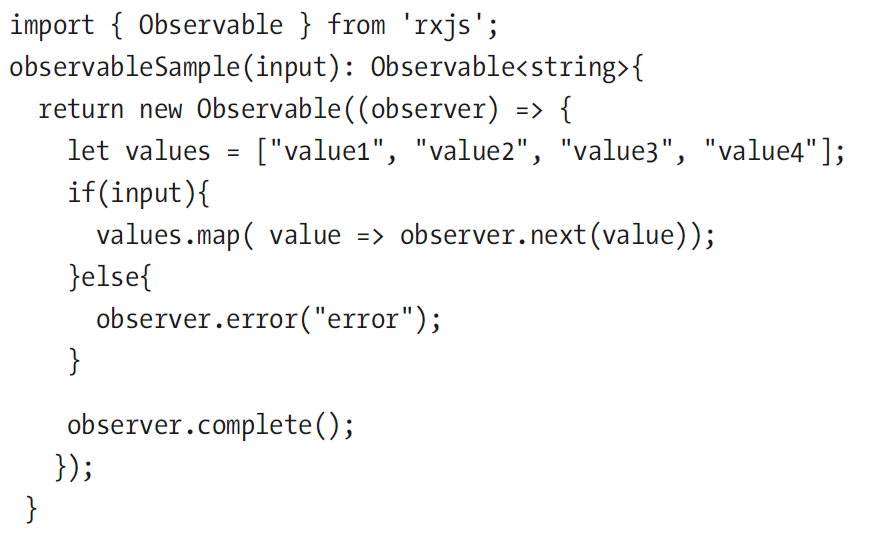 import { Observable } from 'rxjs';
observableSample(input): Observable<string>{
  return new Observable((observer) => {
    let values = ["value1", "value2", "value3", "value4"];
    if(input){
      values.map( value => observer.next(value));
    }else{
      observer.error("error");
    }

    observer.complete();
   });
 }